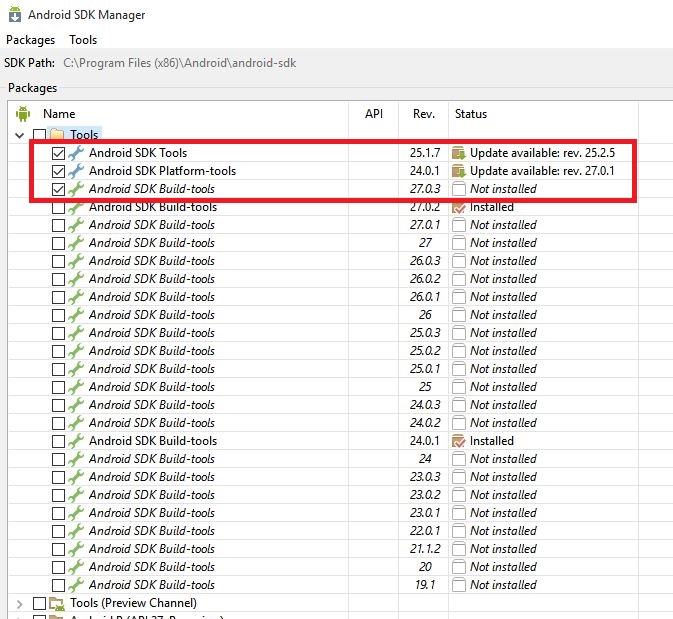 Android SDK Manager
Packages Tools
SDK Path: C:\Program Files (x86)\Android\android-sdk
Packages
Name API Rev. Status
Tools
Android SDK Tools 25.1.7 Update available: rev. 25.2.5
Android SDK Platform-tools 24.0.1 Update available: rev. 27.0.1
Android SDK Build-tools 27.0.3 Not installed
Android SDK Build-tools 27.0.2 Installed
Android SDK Build-tools 27.0.1 Not installed
Android SDK Build-tools 27 Not installed
Android SDK Build-tools 26.0.3 Not installed
Android SDK Build-tools 26.0.2 Not installed
Android SDK Build-tools 26.0.1 Not installed
Android SDK Build-tools 26 Not installed
Android SDK Build-tools 25.0.3 Not installed
Android SDK Build-tools 25.0.2 Not installed
Android SDK Build-tools 25.0.1 Not installed
Android SDK Build-tools 25 Not installed
Android SDK Build-tools 24.0.3 Not installed
Android SDK Build-tools 24.0.2 Not installed
Android SDK Build-tools 24.0.1 Installed
Android SDK Build-tools 24 Not installed
Android SDK Build-tools 23.0.3 Not installed
Android SDK Build-tools 23.0.2 Not installed
Android SDK Build-tools 23.0.1 Not installed
Android SDK Build-tools 22.0.1 Not installed
Android SDK Build-tools 21.1.2 Not installed
Android SDK Build-tools 20 Not installed
Android SDK Build-tools 19.1 Not installed
Tools (Preview Channel)